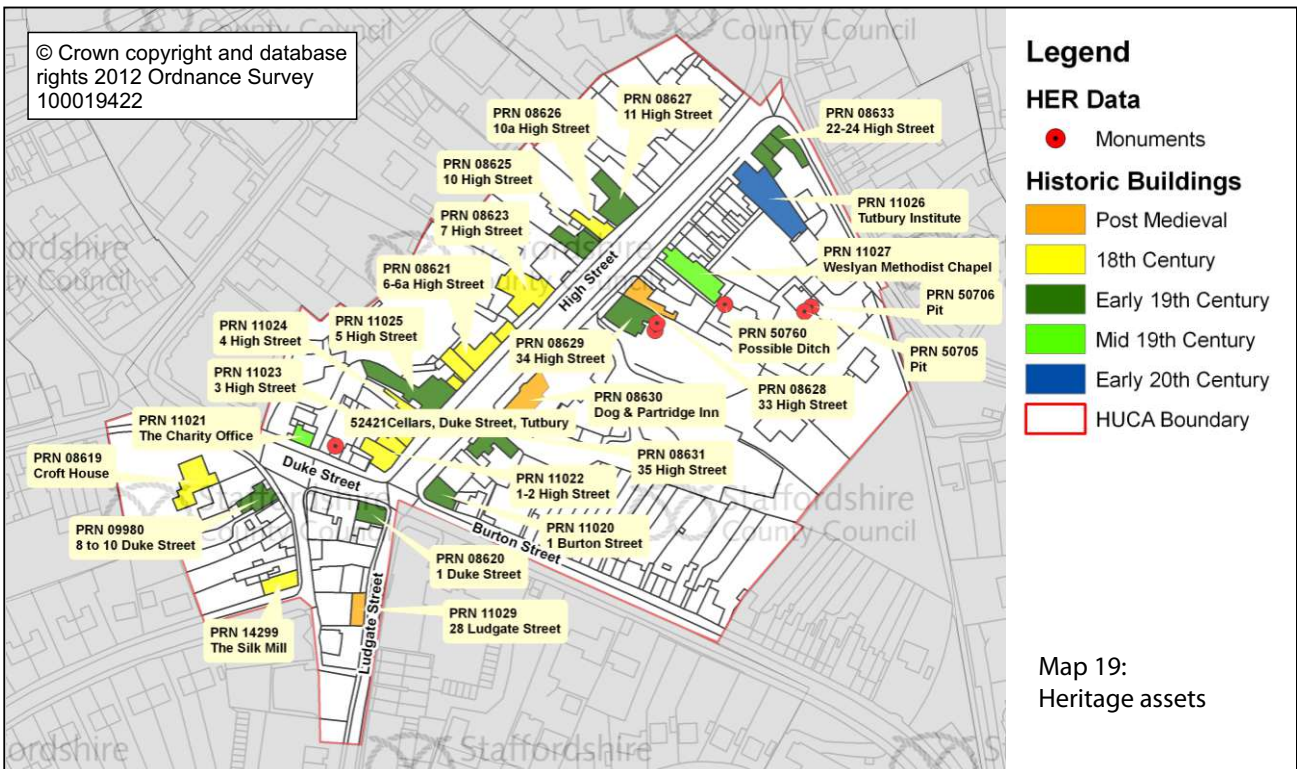 © Crown copyright and database
rights 2012 Ordnance Survey
100019422
PRN 08626
10a High Street
PRN 08627
11 High Street
PRN 08633
22-24 High Street
PRN 08625
10 High Street
PRN 08623
7 High Street
PRN 11026
Tutbury Institute
PRN 11027
Weslyan Methodist Chapel
PRN 08621
6-6a High Street
High Street
PRN 50706
Pit
PRN 11024
4 High Street
PRN 11025
5 High Street
PRN 08629
34 High Street
PRN 50760
Possible Ditch
PRN 50705
Pit
PRN 11023
3 High Street
PRN 08628
33 High Street
PRN 08630
Dog & Partridge Inn
52421Cellars, Duke Street, Tutbury
PRN 11021
The Charity Office
PRN 08631
35 High Street
PRN 08619
Croft House
Duke Street
PRN 11022
1-2 High Street
PRN 11020
1 Burton Street
Burton Street
PRN 09980
8 to 10 Duke Street
PRN 08620
1 Duke Street
PRN 11029
28 Ludgate Street
Ludgate Street
PRN 14299
The Silk Mill
Staffordshire
County Council
Staffordshire
County Council
Staffordshire
County Council
Legend
HER Data
Monuments
Historic Buildings
Post Medieval
18th Century
Early 19th Century
Mid 19th Century
Early 20th Century
HUCA Boundary
Map 19:
Heritage assets